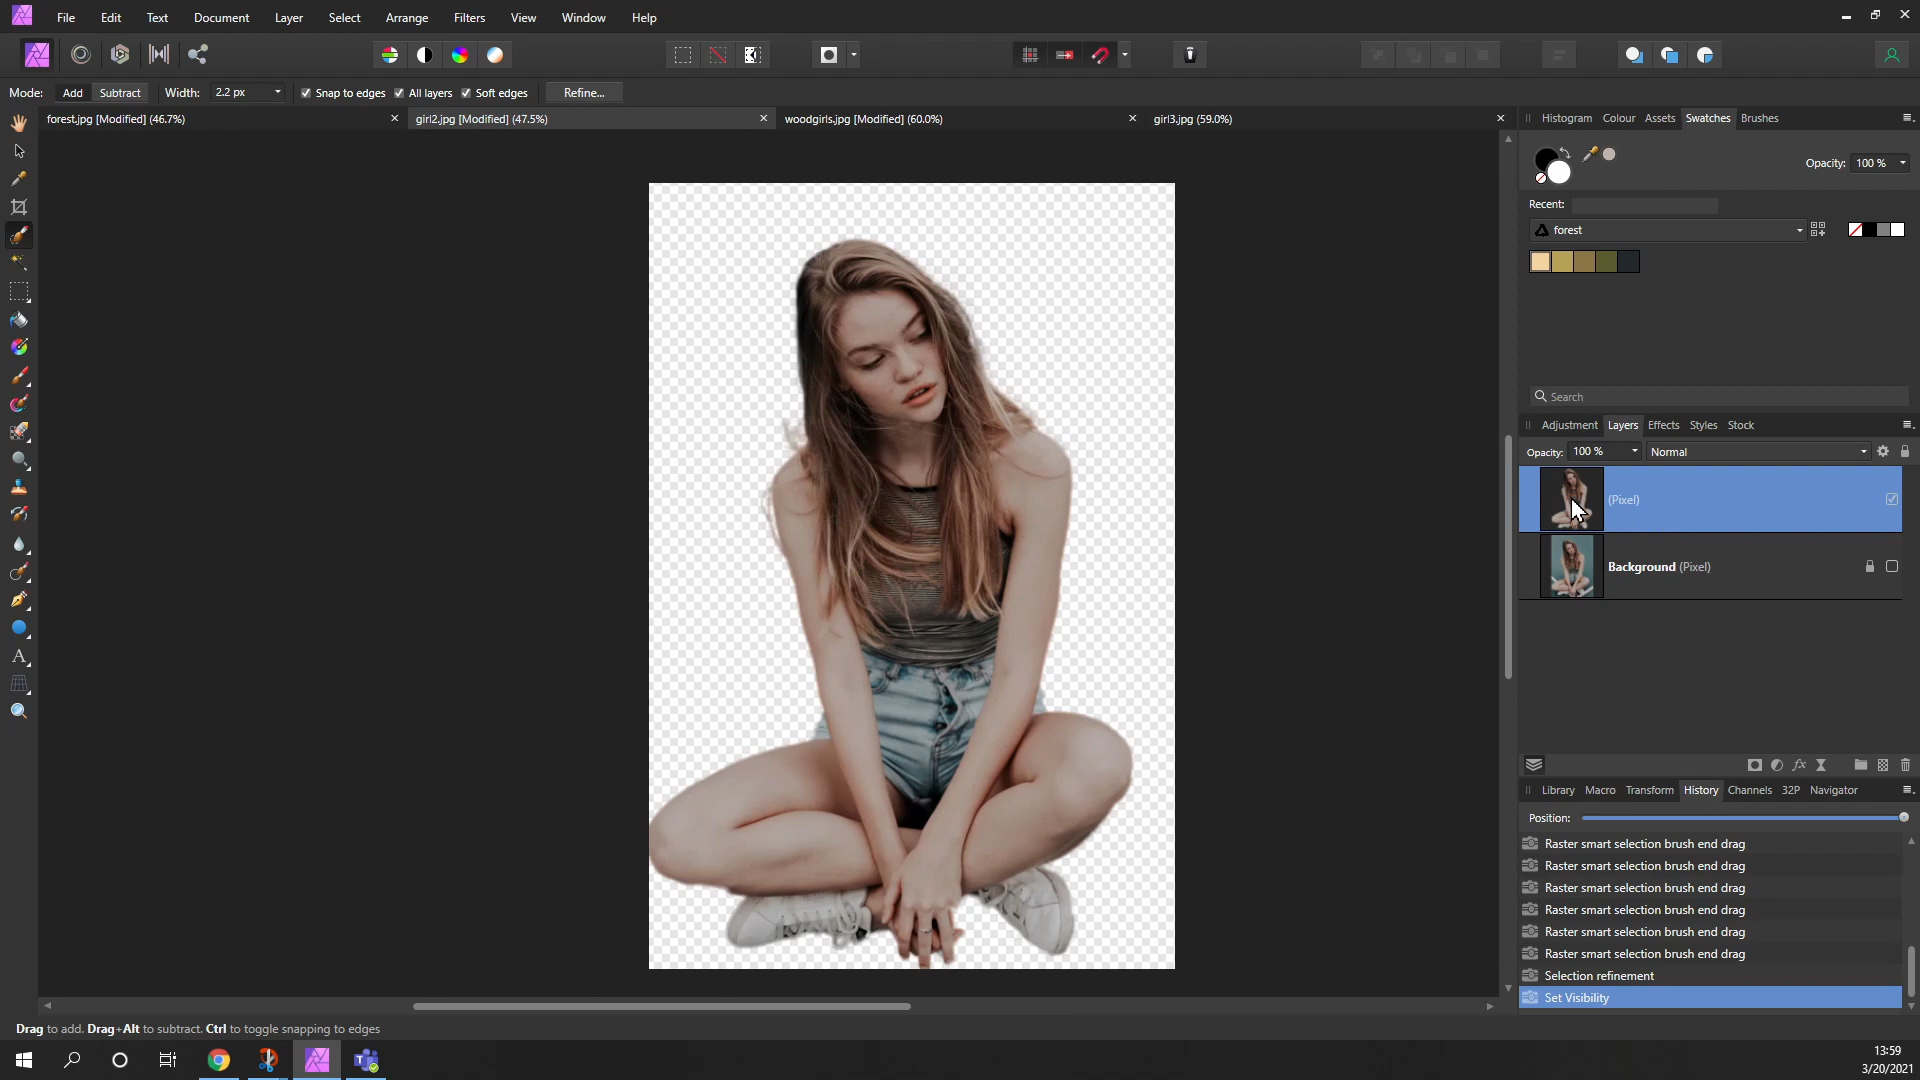 File Edit Text Document Layer Select Arrange Filters View Window Help
Mode: Add Subtract Width: 2.2 px Snap to edges All layers Soft edges Refine...
forest.jpg [Modified] (46.7%) girl2.jpg [Modified] (47.5%) woodgirls.jpg [Modified] (60.0%) girl3.jpg (59.0%)
Histogram Colour Assets Swatches Brushes
Opacity: 100 %
Recent:
forest
Search
Adjustment Layers Effects Styles Stock
Opacity: 100 % Normal
(Pixel)
Background (Pixel)
fx
Library Macro Transform History Channels 32P Navigator
Position:
Raster smart selection brush end drag
Raster smart selection brush end drag
Raster smart selection brush end drag
Raster smart selection brush end drag
Raster smart selection brush end drag
Raster smart selection brush end drag
Selection refinement
Set Visibility
Drag to add. Drag+Alt to subtract. Ctrl to toggle snapping to edges
13:59
3/20/2021